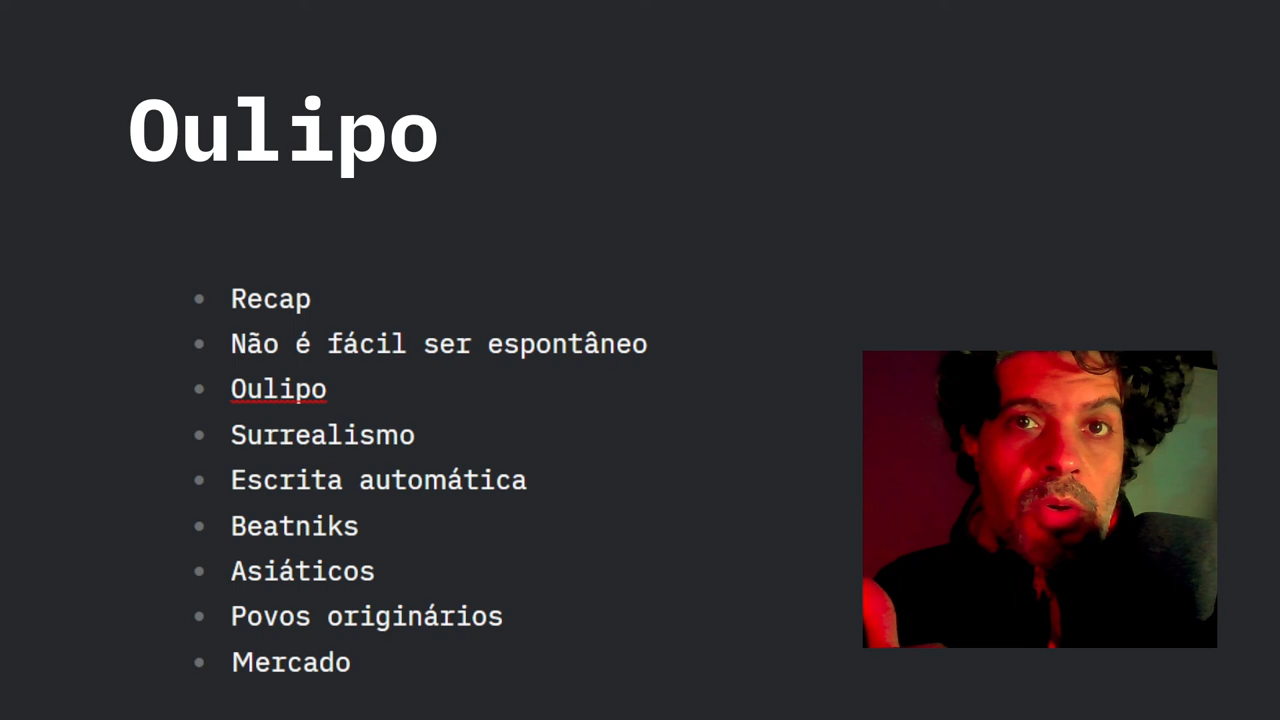 Oulipo
Recap
Não é fácil ser espontâneo
Oulipo
Surrealismo
Escrita automática
Beatniks
Asiáticos
Povos originários
Mercado